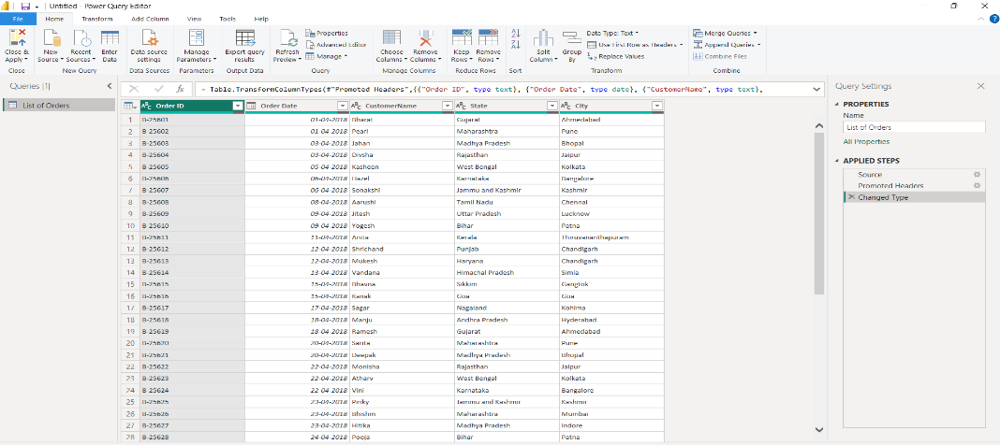 Untitled - Power Query Editor
File Home Transform Add Column View Tools Help
Close & Apply
New Source
Recent Sources
Enter Data
Data source settings
Manage Parameters
Export query results
Refresh Preview
Properties
Advanced Editor
Manage
Choose Columns
Remove Columns
Keep Rows
Remove Rows
Split Column
Group By
Data Type: Text
Use First Row as Headers
Replace Values
Merge Queries
Append Queries
Combine Files
Close New Query Data Sources Parameters Output Data Query Manage Columns Reduce Rows Sort Transform Combine
Queries [1]
List of Orders
= Table.TransformColumnTypes(#"Promoted Headers",{{"Order ID", type text}, {"Order Date", type date}, {"CustomerName", type text},
Order ID Order Date CustomerName State City
1 B-25601 01-04-2018 Bharat Gujarat Ahmedabad
2 B-25602 01-04-2018 Pearl Maharashtra Pune
3 B-25603 03-04-2018 Jahan Madhya Pradesh Bhopal
4 B-25604 03-04-2018 Divsha Rajasthan Jaipur
5 B-25605 05-04-2018 Kasheen West Bengal Kolkata
6 B-25606 06-04-2018 Hazel Karnataka Bangalore
7 B-25607 06-04-2018 Sonakshi Jammu and Kashmir Kashmir
8 B-25608 08-04-2018 Aarushi Tamil Nadu Chennai
9 B-25609 09-04-2018 Jitesh Uttar Pradesh Lucknow
10 B-25610 09-04-2018 Yogesh Bihar Patna
11 B-25611 11-04-2018 Anita Kerala Thiruvananthapuram
12 B-25612 12-04-2018 Shrichand Punjab Chandigarh
13 B-25613 12-04-2018 Mukesh Haryana Chandigarh
14 B-25614 13-04-2018 Vandana Himachal Pradesh Simla
15 B-25615 15-04-2018 Bhavna Sikkim Gangtok
16 B-25616 15-04-2018 Kanak Goa Goa
17 B-25617 17-04-2018 Sagar Nagaland Kohima
18 B-25618 18-04-2018 Manju Andhra Pradesh Hyderabad
19 B-25619 18-04-2018 Ramesh Gujarat Ahmedabad
20 B-25620 20-04-2018 Sarita Maharashtra Pune
21 B-25621 20-04-2018 Deepak Madhya Pradesh Bhopal
22 B-25622 22-04-2018 Monisha Rajasthan Jaipur
23 B-25623 22-04-2018 Atharv West Bengal Kolkata
24 B-25624 22-04-2018 Vini Karnataka Bangalore
25 B-25625 23-04-2018 Pinky Jammu and Kashmir Kashmir
26 B-25626 23-04-2018 Bhishm Maharashtra Mumbai
27 B-25627 23-04-2018 Hitika Madhya Pradesh Indore
28 B-25628 24-04-2018 Pooja Bihar Patna
Query Settings
PROPERTIES
Name
List of Orders
All Properties
APPLIED STEPS
Source
Promoted Headers
Changed Type